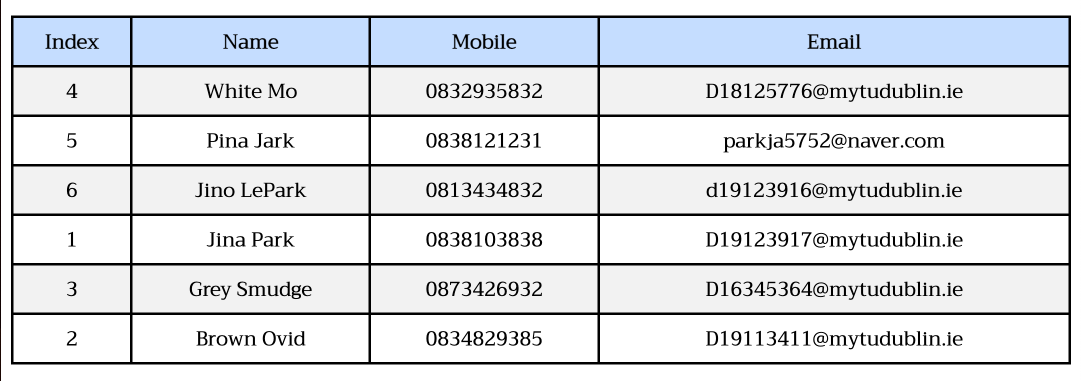 Index Name Mobile Email
4 White Mo 0832935832 D18125776@mytudublin.ie
5 Pina Jark 0838121231 parkja5752@naver.com
6 Jino LePark 0813434832 d19123916@mytudublin.ie
1 Jina Park 0838103838 D19123917@mytudublin.ie
3 Grey Smudge 0873426932 D16345364@mytudublin.ie
2 Brown Ovid 0834829385 D19113411@mytudublin.ie